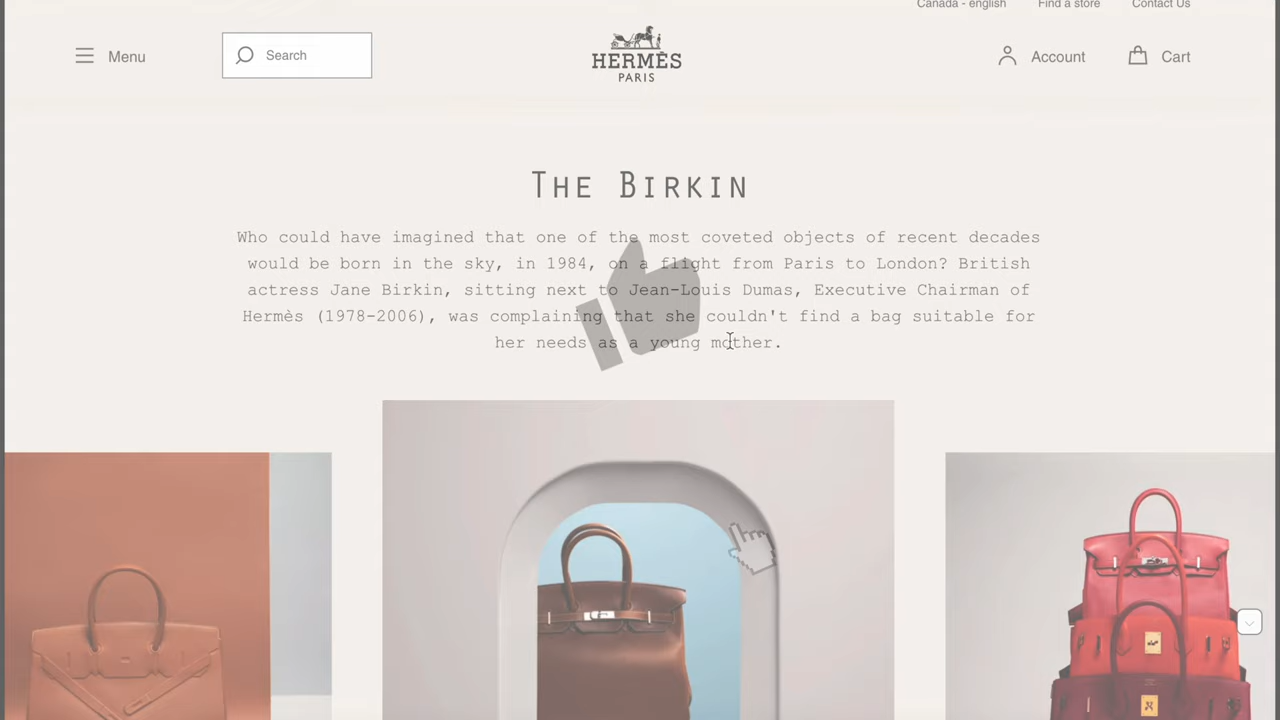 Canada - english Find a store Contact Us
Menu Search HERMÈS Account Cart
PARIS
The Birkin
Who could have imagined that one of the most coveted objects of recent decades
would be born in the sky, in 1984, on a flight from Paris to London? British
actress Jane Birkin, sitting next to Jean-Louis Dumas, Executive Chairman of
Hermès (1978-2006), was complaining that she couldn't find a bag suitable for
her needs as a young mother.